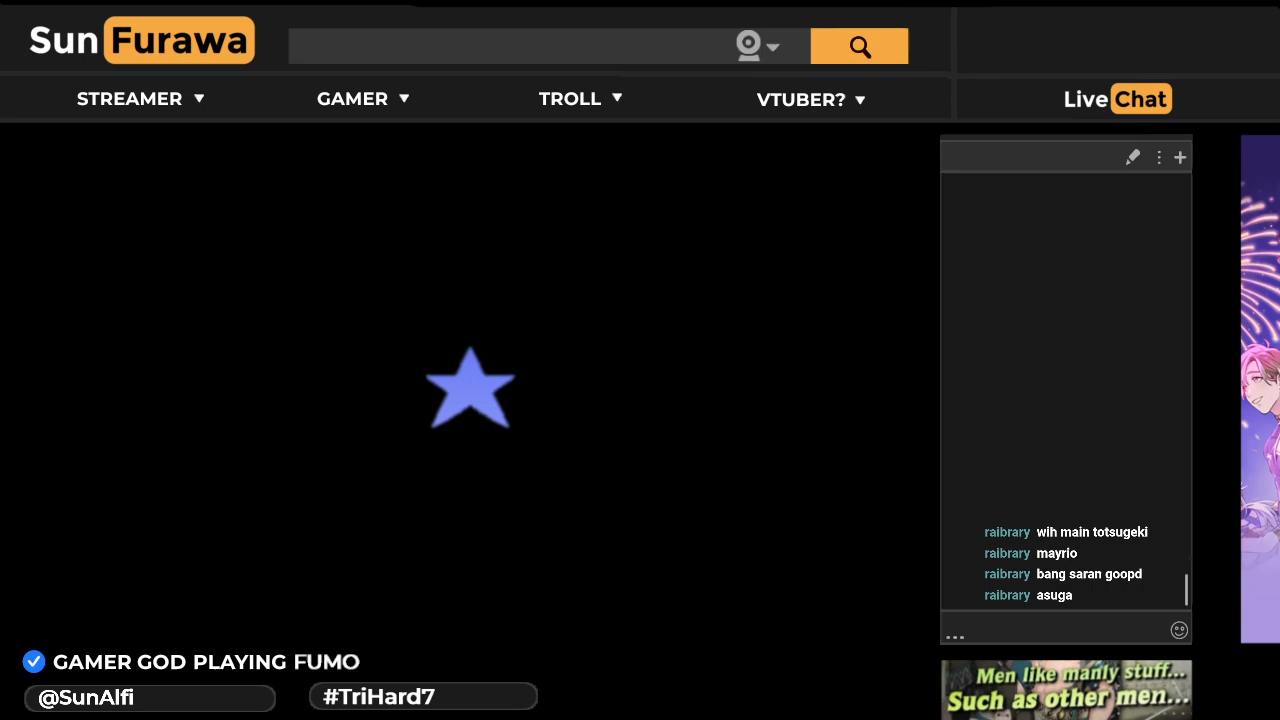 Sun Furawa
STREAMER ▼
GAMER ▼
TROLL ▼
VTUBER? ▼
Live Chat
raibrary wih main totsugeki
raibrary mayrio
raibrary bang saran goopd
raibrary asuga
...
GAMER GOD PLAYING FUMO
@SunAlfi
#TriHard7
Men like manly stuff...
Such as other men...